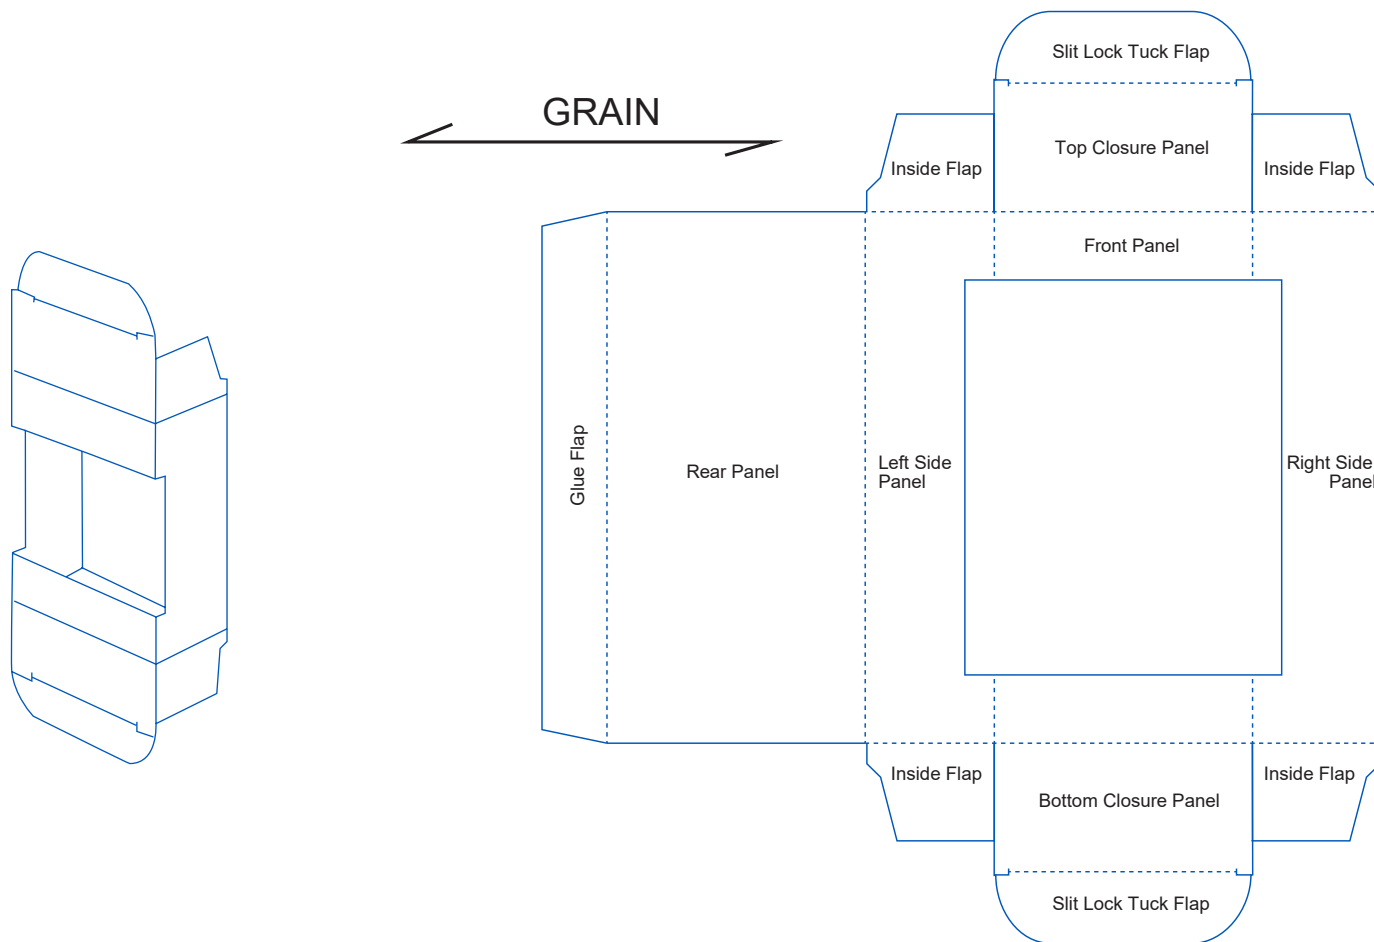 Slit Lock Tuck Flap
GRAIN
Top Closure Panel
Inside Flap
Inside Flap
Front Panel
Glue Flap
Rear Panel
Left Side
Panel
Right Side
Panel
Inside Flap
Inside Flap
Bottom Closure Panel
Slit Lock Tuck Flap